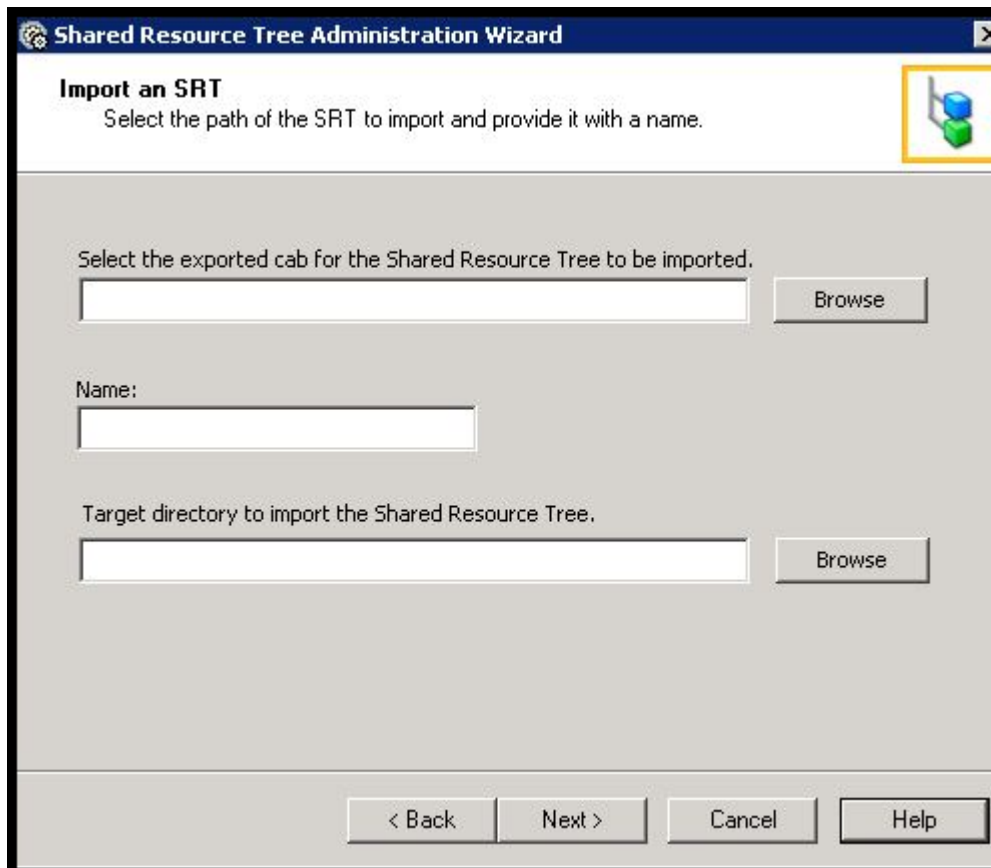 Shared Resource Tree Administration Wizard
Import an SRT
Select the path of the SRT to import and provide it with a name.
Select the exported cab for the Shared Resource Tree to be imported.
Browse
Name:
Target directory to import the Shared Resource Tree.
Browse
< Back Next > Cancel Help